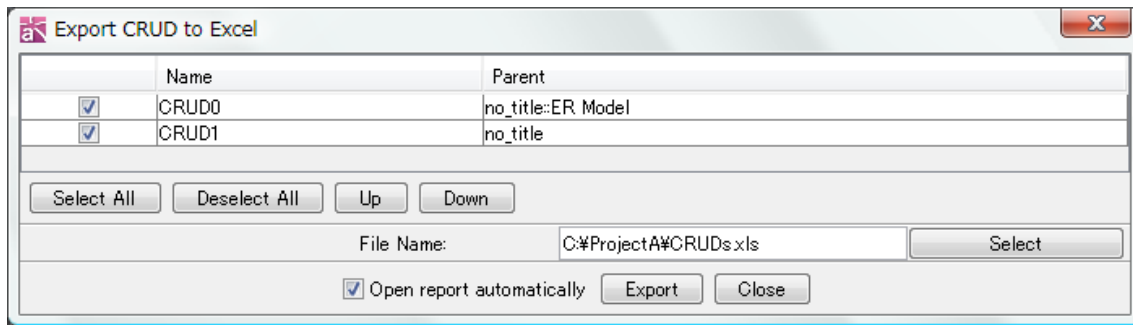 Export CRUD to Excel
Name Parent
CRUD0 no_title::ER Model
CRUD1 no_title
Select All Deselect All Up Down
File Name: C:¥ProjectA¥CRUDs.xls Select
Open report automatically Export Close